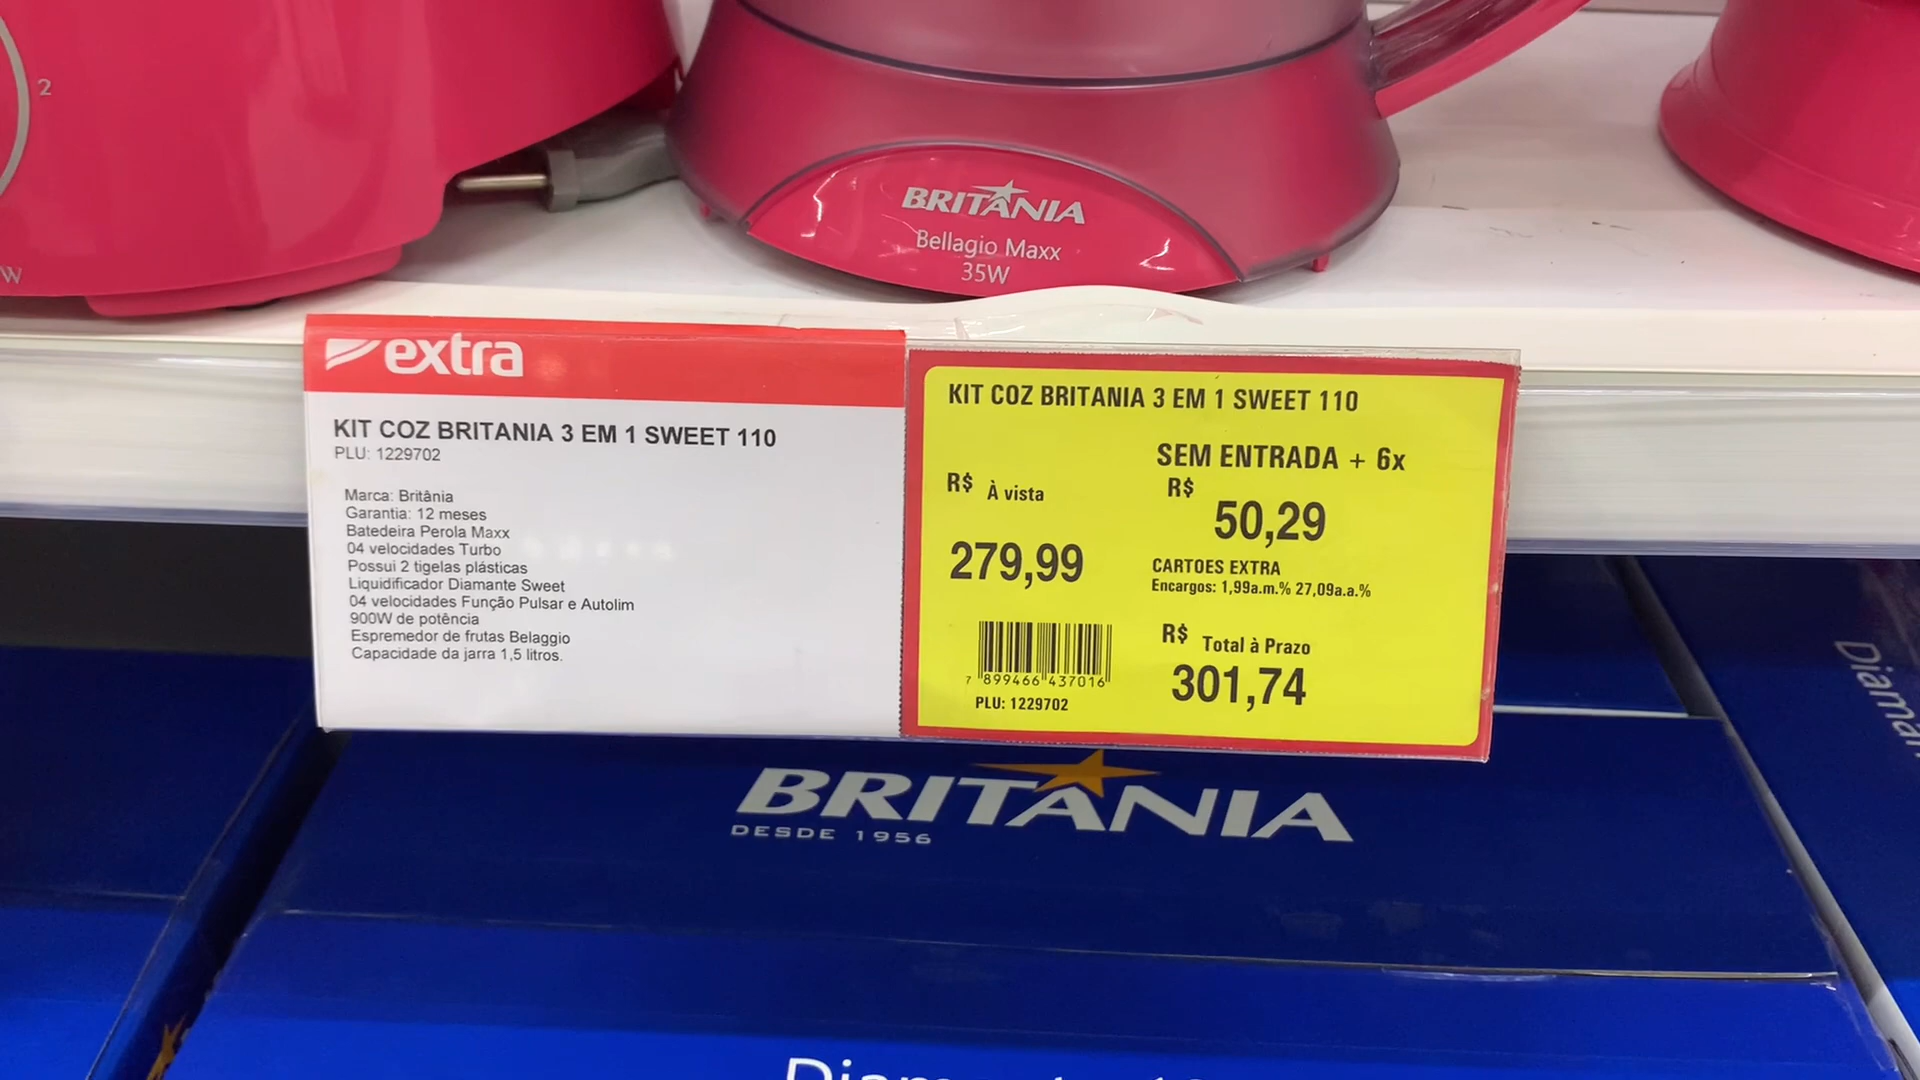 2
W
BRITANIA
Bellagio Maxx
35W
extra
KIT COZ BRITANIA 3 EM 1 SWEET 110
PLU: 1229702
Marca: Britânia
Garantia: 12 meses
Batedeira Perola Maxx
04 velocidades Turbo
Possui 2 tigelas plásticas
Liquidificador Diamante Sweet
04 velocidades Função Pulsar e Autolim
900W de potência
Espremedor de frutas Belaggio
Capacidade da jarra 1,5 litros.
KIT COZ BRITANIA 3 EM 1 SWEET 110
SEM ENTRADA + 6x
R$ À vista
R$
50,29
279,99
CARTOES EXTRA
Encargos: 1,99a.m.% 27,09a.a.%
R$ Total à Prazo
301,74
7 899466 437016
PLU: 1229702
BRITANIA
DESDE 1956